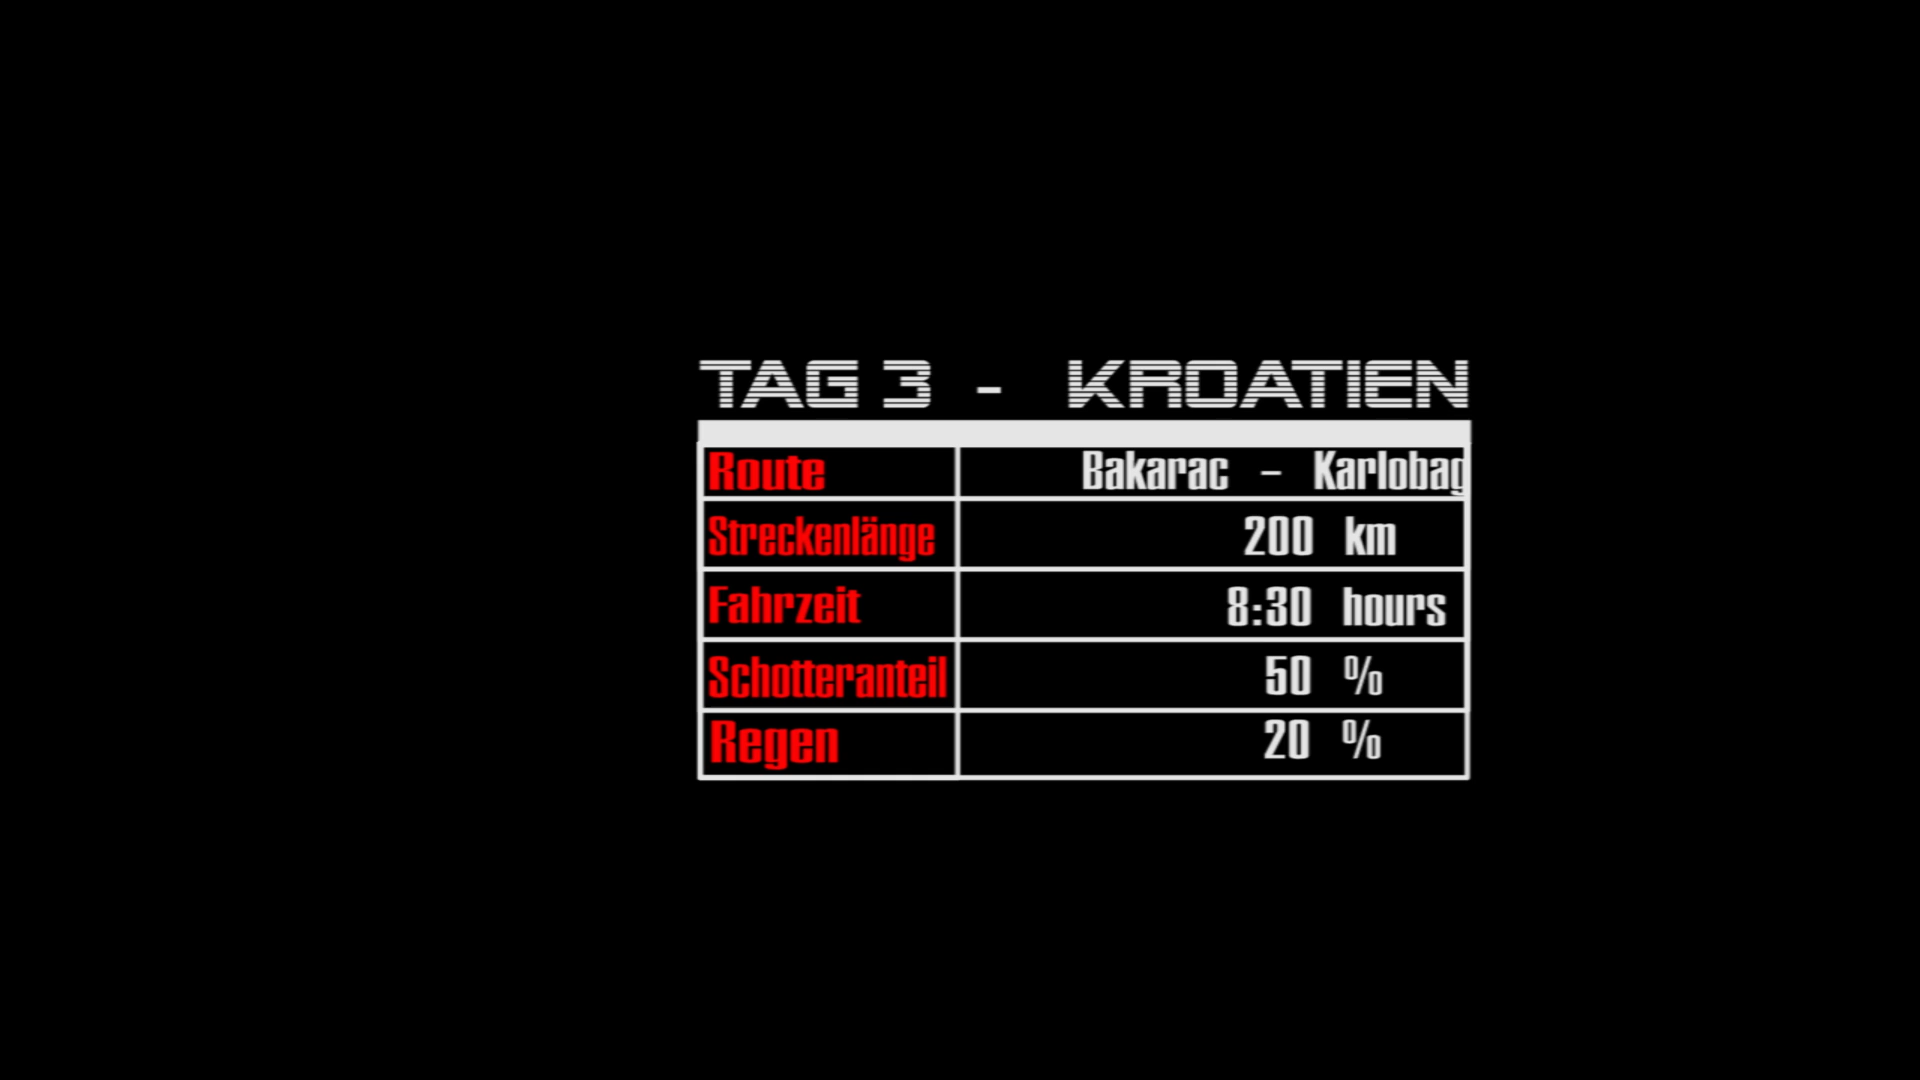 TAG 3 - KROATIEN
Route Bakarac - Karlobag
Streckenlänge 200 km
Fahrzeit 8:30 hours
Schotteranteil 50 %
Regen 20 %